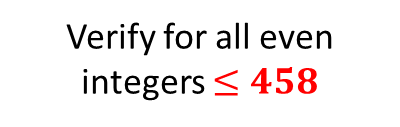 Verify for all even
integers ≤ 458